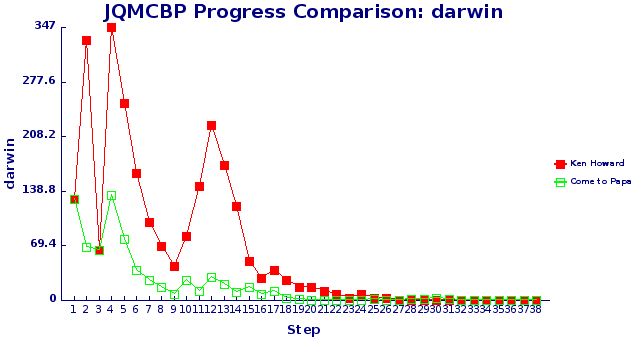 JQMCBP Progress Comparison: darwin
347
277.6
208.2
138.8
69.4
0
darwin
1 2 3 4 5 6 7 8 9 10 11 12 13 14 15 16 17 18 19 20 21 22 23 24 25 26 27 28 29 30 31 32 33 34 35 36 37 38
Step
Ken Howard
Come to Papa